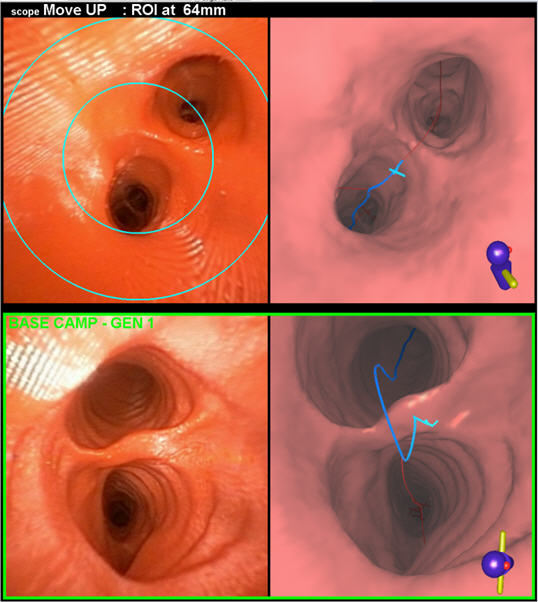 scope Move UP : ROI at 64mm
BASE CAMP - GEN 1